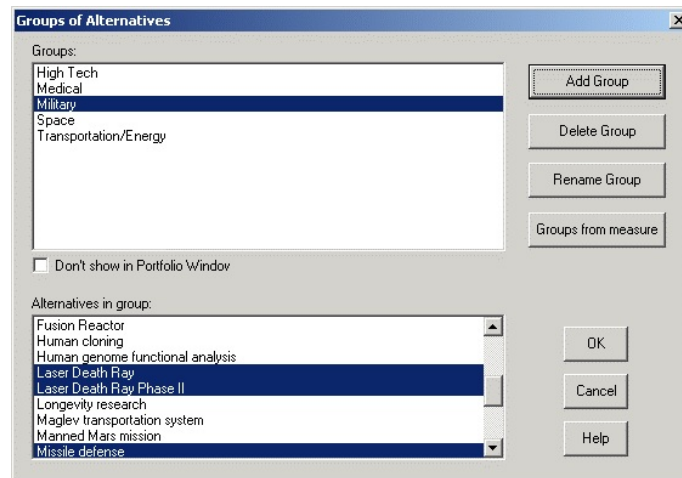 Groups of Alternatives
Groups:
High Tech
Medical
Military
Space
Transportation/Energy
Add Group
Delete Group
Rename Group
Groups from measure
Don't show in Portfolio Windov
Alternatives in group:
Fusion Reactor
Human cloning
Human genome functional analysis
Laser Death Ray
Laser Death Ray Phase II
Longevity research
Maglev transportation system
Manned Mars mission
Missile defense
OK
Cancel
Help